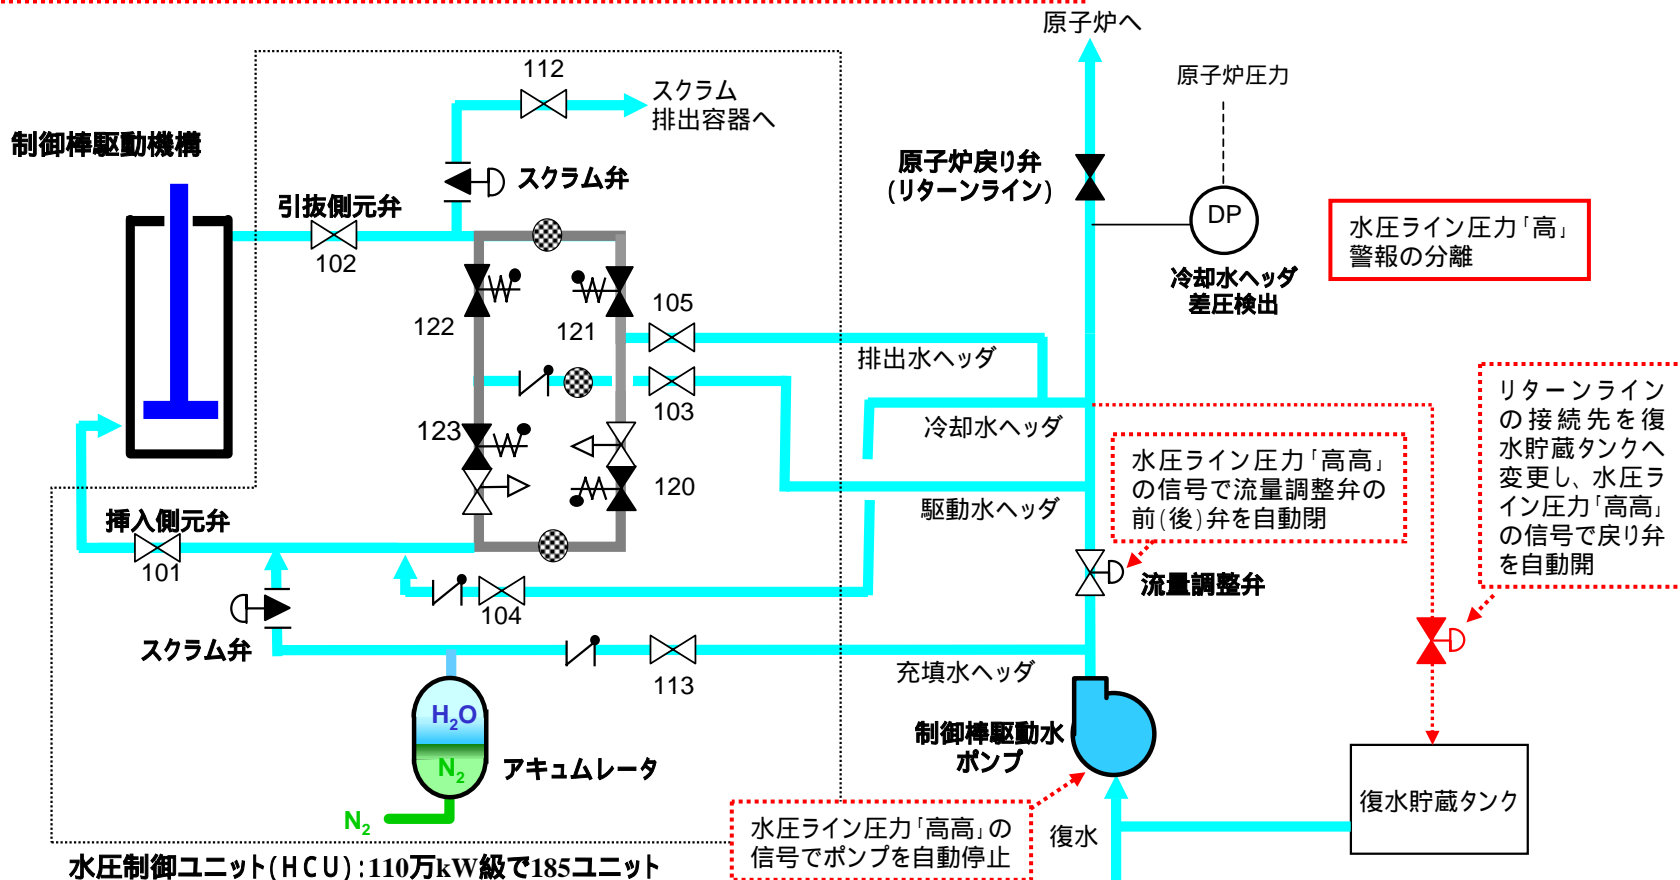 原子炉へ
原子炉圧力
112
スクラム
排出容器へ
制御棒駆動機構
スクラム弁
原子炉戻り弁
(リターンライン)
DP
引抜側元弁
102
水圧ライン圧力「高」
警報の分離
冷却水ヘッダ
差圧検出
122
121
105
排出水ヘッダ
103
冷却水ヘッダ
リターンライン
の接続先を復
水貯蔵タンクへ
変更し、水圧ラ
イン圧力「高高」
の信号で戻り弁
を自動開
123
水圧ライン圧力「高高」
の信号で流量調整弁の
前(後)弁を自動閉
120
駆動水ヘッダ
挿入側元弁
101
104
流量調整弁
スクラム弁
113
充填水ヘッダ
H2O
N2
アキュムレータ
N2
制御棒駆動水
ポンプ
復水貯蔵タンク
水圧ライン圧力「高高」の
信号でポンプを自動停止
復水
水圧制御ユニット(HCU):110万kW級で185ユニット